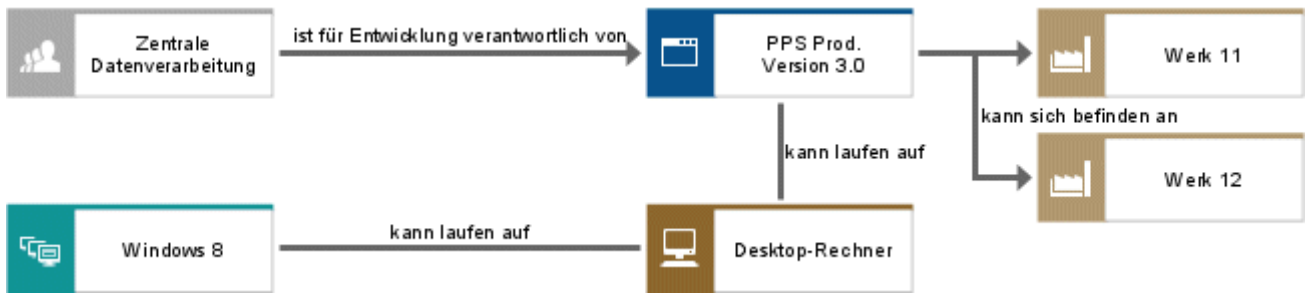 Zentrale
Datenverarbeitung
ist für Entwicklung verantwortlich von
PPS Prod.
Version 3.0
Werk 11
kann sich befinden an
kann laufen auf
Werk 12
Windows 8
kann laufen auf
Desktop-Rechner